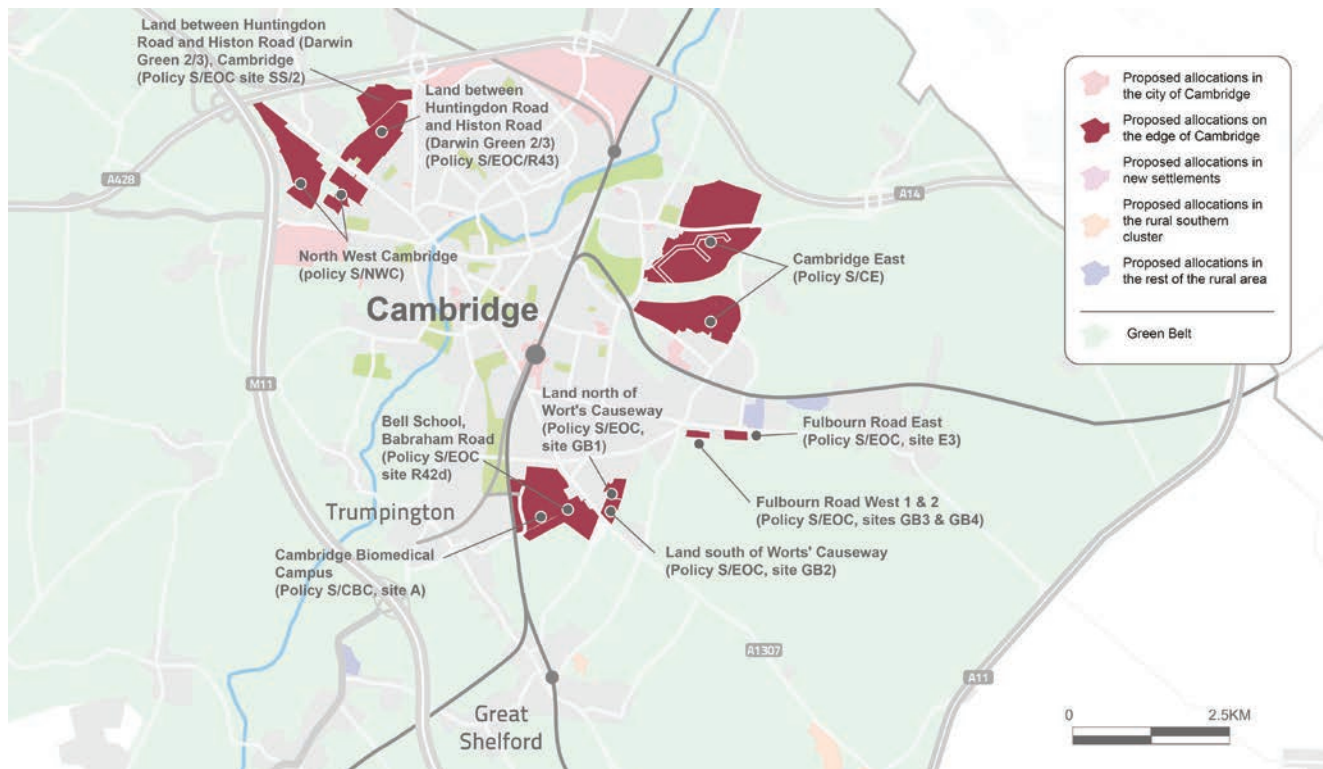 Land between Huntingdon
Road and Histon Road (Darwin
Green 2/3), Cambridge
(Policy S/EOC site SS/2)
Land between
Huntingdon Road
and Histon Road
(Darwin Green 2/3)
(Policy S/EOC/R43)
A428
A14
North West Cambridge
(policy S/NWC)
Cambridge East
(Policy S/CE)
Cambridge
M11
Land north of
Wort's Causeway
(Policy S/EOC,
site GB1)
Bell School,
Babraham Road
(Policy S/EOC
site R42d)
Fulbourn Road East
(Policy S/EOC, site E3)
Fulbourn Road West 1 & 2
(Policy S/EOC, sites GB3 & GB4)
Trumpington
Cambridge Biomedical
Campus
(Policy S/CBC, site A)
Land south of Worts' Causeway
(Policy S/EOC, site GB2)
A1307
A11
Great
Shelford
Proposed allocations in
the city of Cambridge
Proposed allocations on
the edge of Cambridge
Proposed allocations in
new settlements
Proposed allocations in
the rural southern
cluster
Proposed allocations in
the rest of the rural area
Green Belt
0 2.5KM